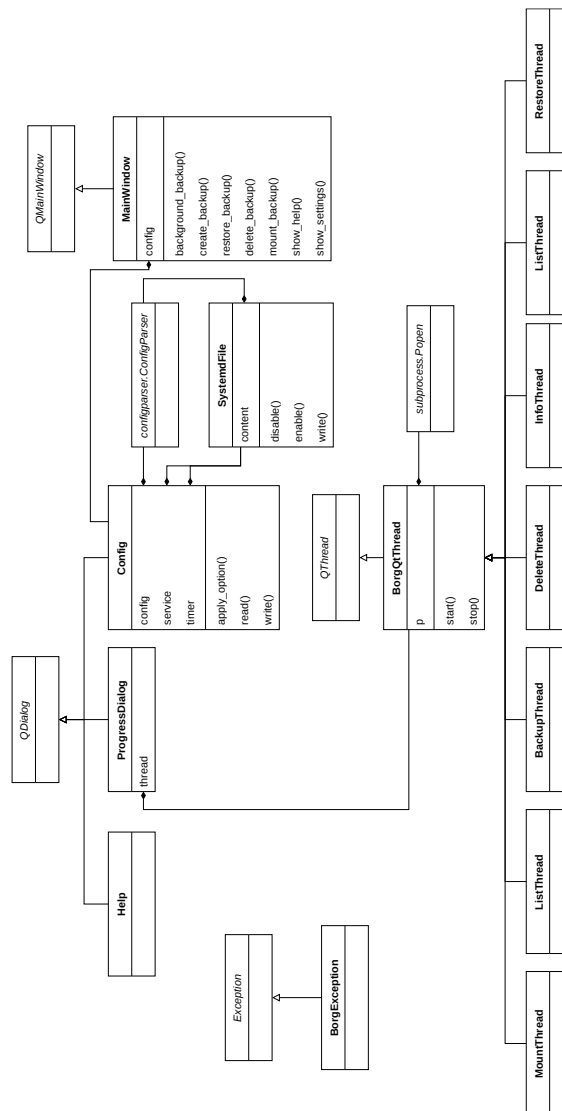 Exception
BorgException
QDialog
Help
ProgressDialog
thread
Config
config
service
timer
apply_option()
read()
write()
configparser.ConfigParser
SystemdFile
content
disable()
enable()
write()
QMainWindow
MainWindow
config
background_backup()
create_backup()
restore_backup()
delete_backup()
mount_backup()
show_help()
show_settings()
QThread
BorgQtThread
p
start()
stop()
subprocess.Popen
MountThread
ListThread
BackupThread
DeleteThread
InfoThread
ListThread
RestoreThread